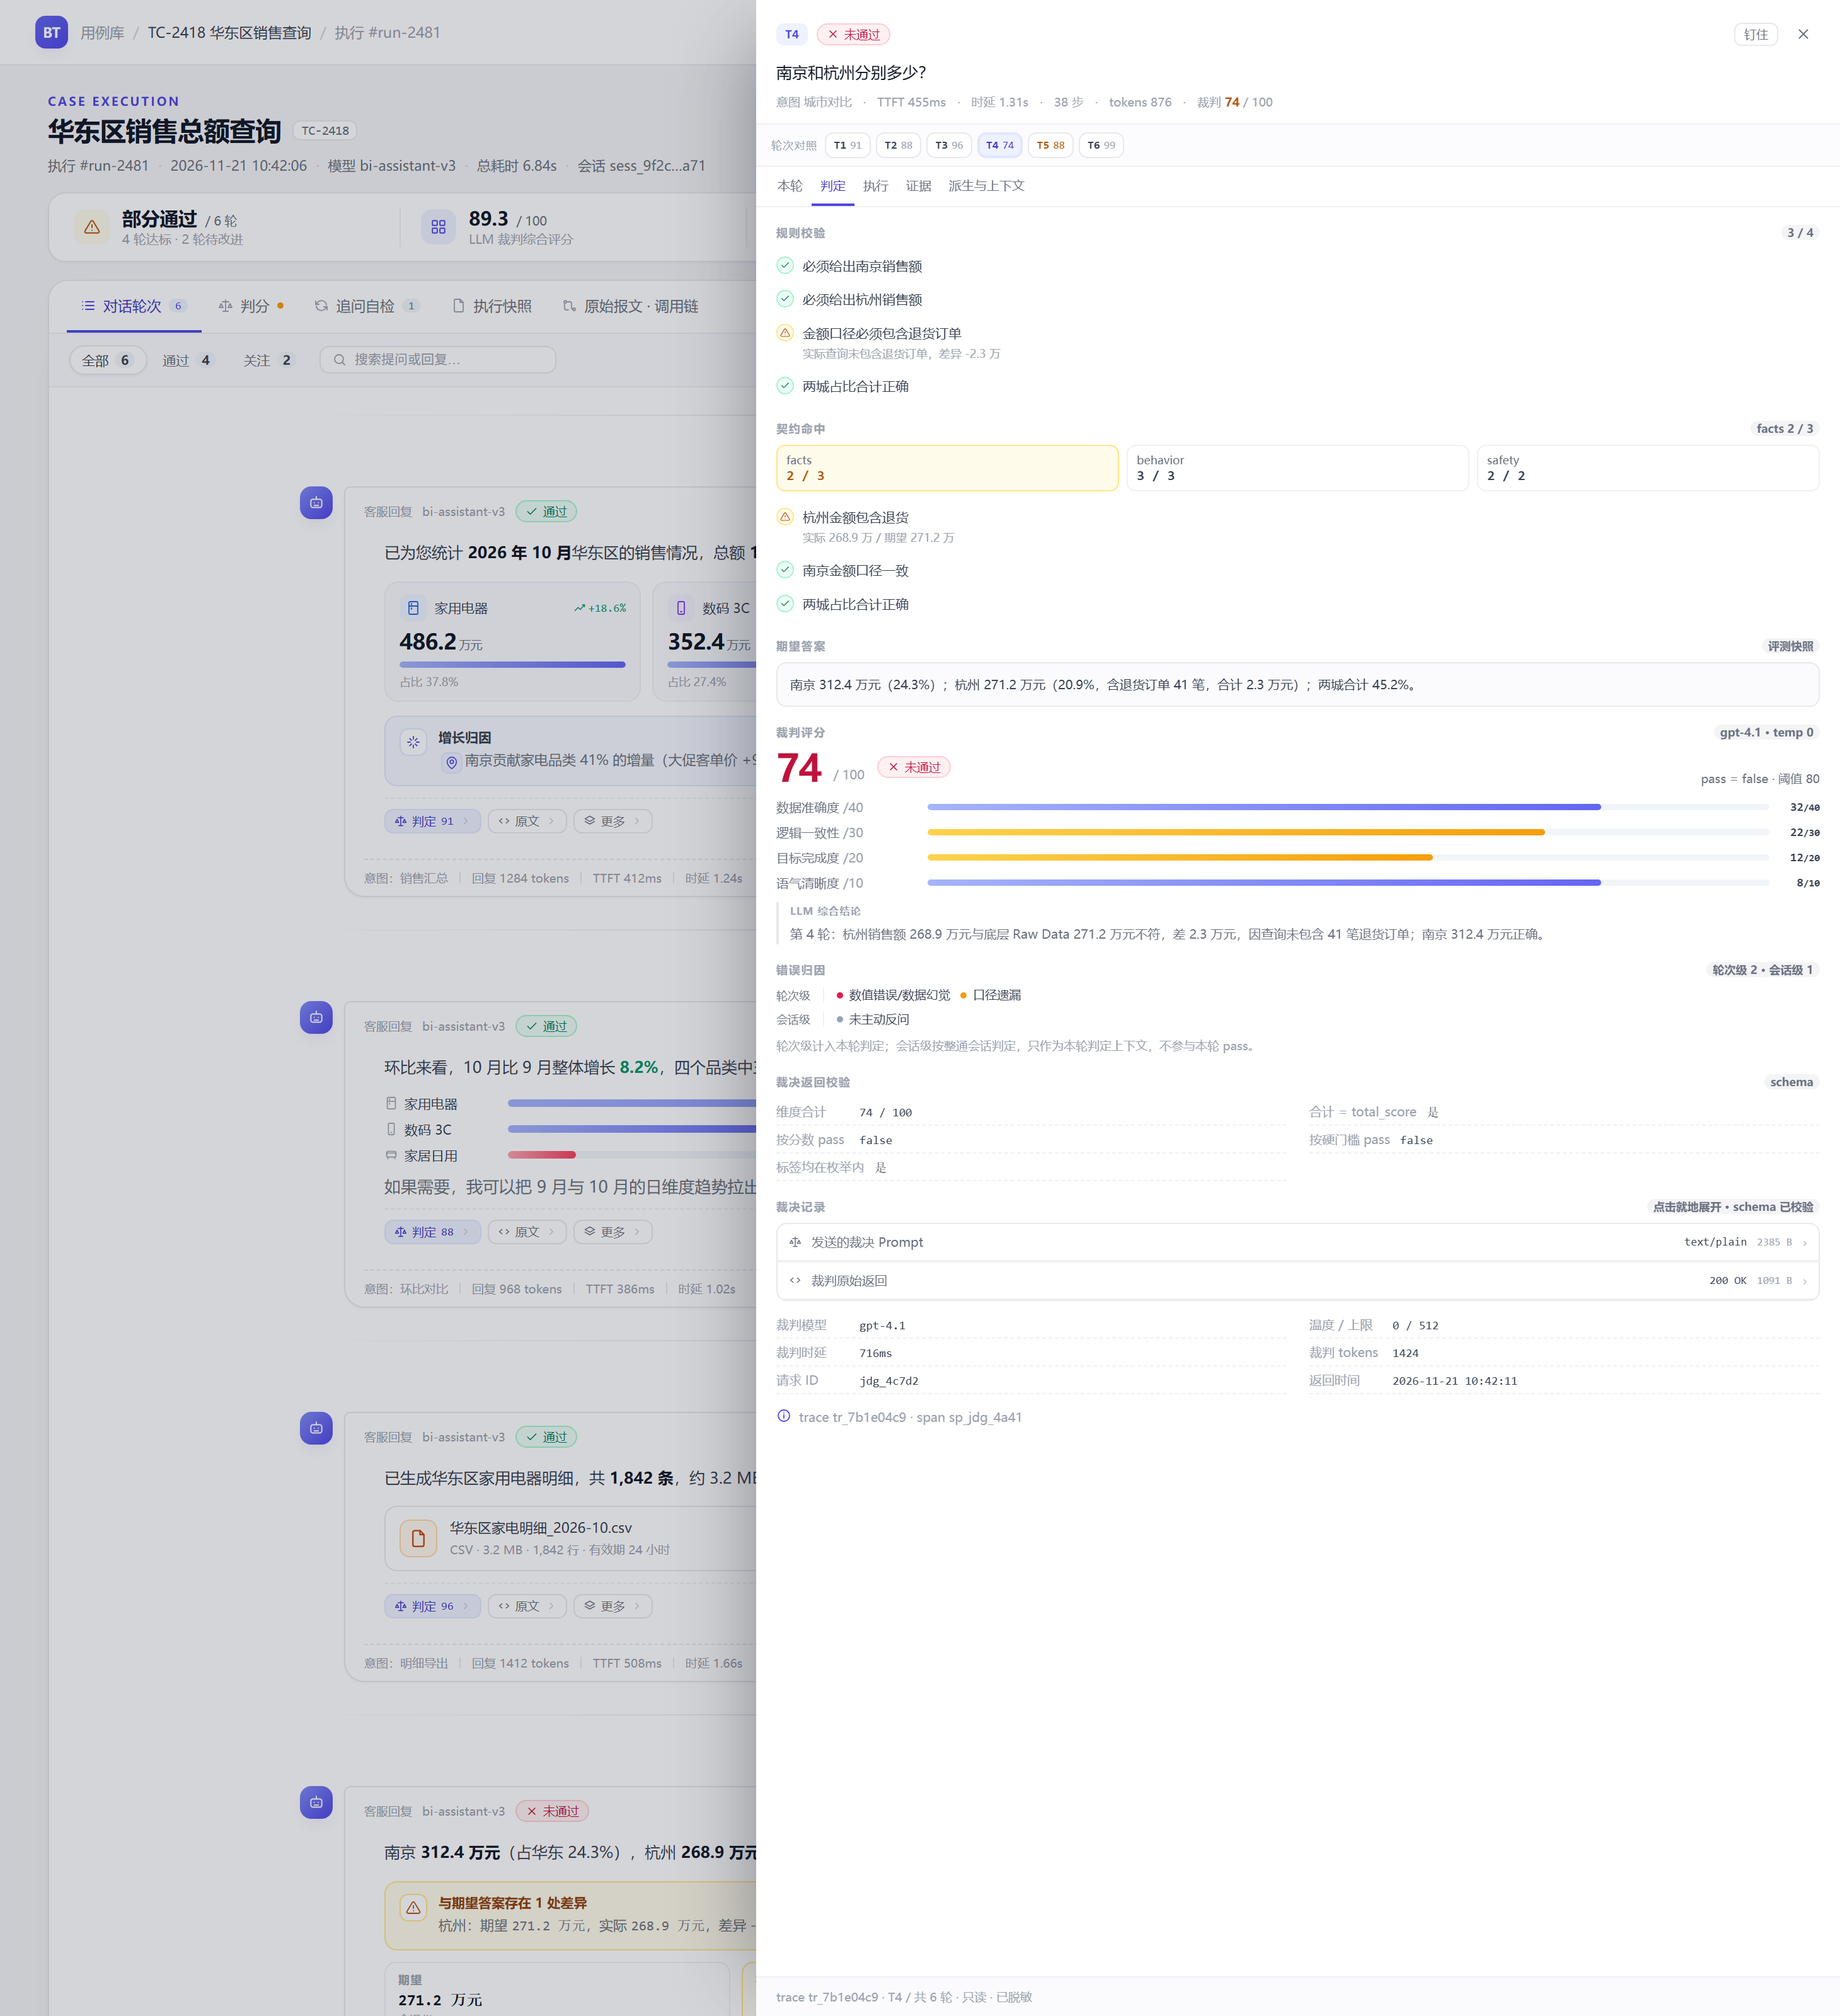 BT 用例库 / TC-2418 华东区销售查询 / 执行 #run-2481
CASE EXECUTION
华东区销售总额查询 TC-2418
执行 #run-2481 · 2026-11-21 10:42:06 · 模型 bi-assistant-v3 · 总耗时 6.84s · 会话 sess_9f2c…a71
部分通过 / 6 轮
4 轮达标 · 2 轮待改进
89.3 / 100
LLM 裁判综合评分
对话轮次 6 判分 追问自检 1 执行快照 原始报文 · 调用链
全部 6 通过 4 关注 2 搜索提问或回复…
客服回复 bi-assistant-v3 通过
已为您统计 2026 年 10 月华东区的销售情况，总额 1
家用电器 +18.6%
486.2 万元
占比 37.8%
数码 3C
352.4 万元
占比 27.4%
增长归因
南京贡献家电品类 41% 的增量（大促客单价 +9
判定 91 原文 更多
意图：销售汇总 回复 1284 tokens TTFT 412ms 时延 1.24s
客服回复 bi-assistant-v3 通过
环比来看，10 月比 9 月整体增长 8.2%，四个品类中
家用电器
数码 3C
家居日用
如果需要，我可以把 9 月与 10 月的日维度趋势拉出
判定 88 原文 更多
意图：环比对比 回复 968 tokens TTFT 386ms 时延 1.02s
客服回复 bi-assistant-v3 通过
已生成华东区家用电器明细，共 1,842 条，约 3.2 MB
华东区家电明细_2026-10.csv
CSV · 3.2 MB · 1,842 行 · 有效期 24 小时
判定 96 原文 更多
意图：明细导出 回复 1412 tokens TTFT 508ms 时延 1.66s
客服回复 bi-assistant-v3 未通过
南京 312.4 万元（占华东 24.3%），杭州 268.9 万元
与期望答案存在 1 处差异
杭州：期望 271.2 万元，实际 268.9 万元，差异 -
期望
271.2 万元
T4 未通过 钉住
南京和杭州分别多少？
意图 城市对比 · TTFT 455ms · 时延 1.31s · 38 步 · tokens 876 · 裁判 74 / 100
轮次对照 T1 91 T2 88 T3 96 T4 74 T5 88 T6 99
本轮 判定 执行 证据 派生与上下文
规则校验 3 / 4
必须给出南京销售额
必须给出杭州销售额
金额口径必须包含退货订单
实际查询未包含退货订单，差异 -2.3 万
两城占比合计正确
契约命中 facts 2 / 3
facts
2 / 3
behavior
3 / 3
safety
2 / 2
杭州金额包含退货
实际 268.9 万 / 期望 271.2 万
南京金额口径一致
两城占比合计正确
期望答案 评测快照
南京 312.4 万元（24.3%）；杭州 271.2 万元（20.9%，含退货订单 41 笔，合计 2.3 万元）；两城合计 45.2%。
裁判评分 gpt-4.1 • temp 0
74 / 100 未通过 pass = false · 阈值 80
数据准确度 /40 32/40
逻辑一致性 /30 22/30
目标完成度 /20 12/20
语气清晰度 /10 8/10
LLM 综合结论
第 4 轮：杭州销售额 268.9 万元与底层 Raw Data 271.2 万元不符，差 2.3 万元，因查询未包含 41 笔退货订单；南京 312.4 万元正确。
错误归因 轮次级 2 • 会话级 1
轮次级 数值错误/数据幻觉 口径遗漏
会话级 未主动反问
轮次级计入本轮判定；会话级按整通会话判定，只作为本轮判定上下文，不参与本轮 pass。
裁决返回校验 schema
维度合计 74 / 100 合计 = total_score 是
按分数 pass false 按硬门槛 pass false
标签均在枚举内 是
裁决记录 点击就地展开 • schema 已校验
发送的裁决 Prompt text/plain 2385 B
裁判原始返回 200 OK 1091 B
裁判模型 gpt-4.1 温度 / 上限 0 / 512
裁判时延 716ms 裁判 tokens 1424
请求 ID jdg_4c7d2 返回时间 2026-11-21 10:42:11
trace tr_7b1e04c9 · span sp_jdg_4a41
trace tr_7b1e04c9 · T4 / 共 6 轮 · 只读 · 已脱敏